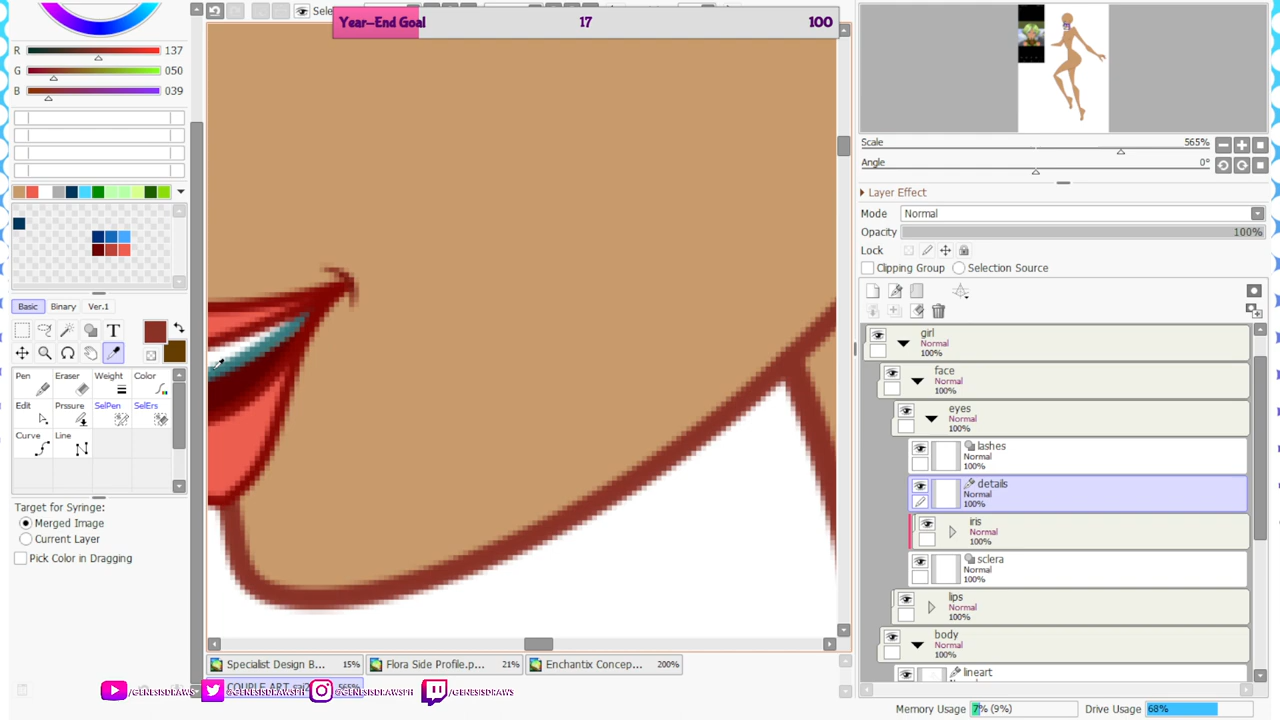 Year-End Goal 17 100
Sele
R 137
G 050
B 039
Basic Binary Ver.1
T
Pen Eraser Weight Color
Edit Prssure SelPen SelErs
Curve Line
Target for Syringe:
Merged Image
Current Layer
Pick Color in Dragging
Scale 565%
Angle 0°
Layer Effect
Mode Normal
Opacity 100%
Lock
Clipping Group Selection Source
girl
Normal
100%
face
Normal
100%
eyes
Normal
100%
lashes
Normal
100%
details
Normal
100%
iris
Normal
100%
sclera
Normal
100%
lips
Normal
100%
body
Normal
100%
lineart
Normal
Specialist Design B... 15% Flora Side Profile.p... 21% Enchantix Concep... 200%
565%
/GENESISDRAWS @GENESISDRAWSPH @GENESISDRAWSPH /GENESISDRAWS
Memory Usage 7% (9%) Drive Usage 68%